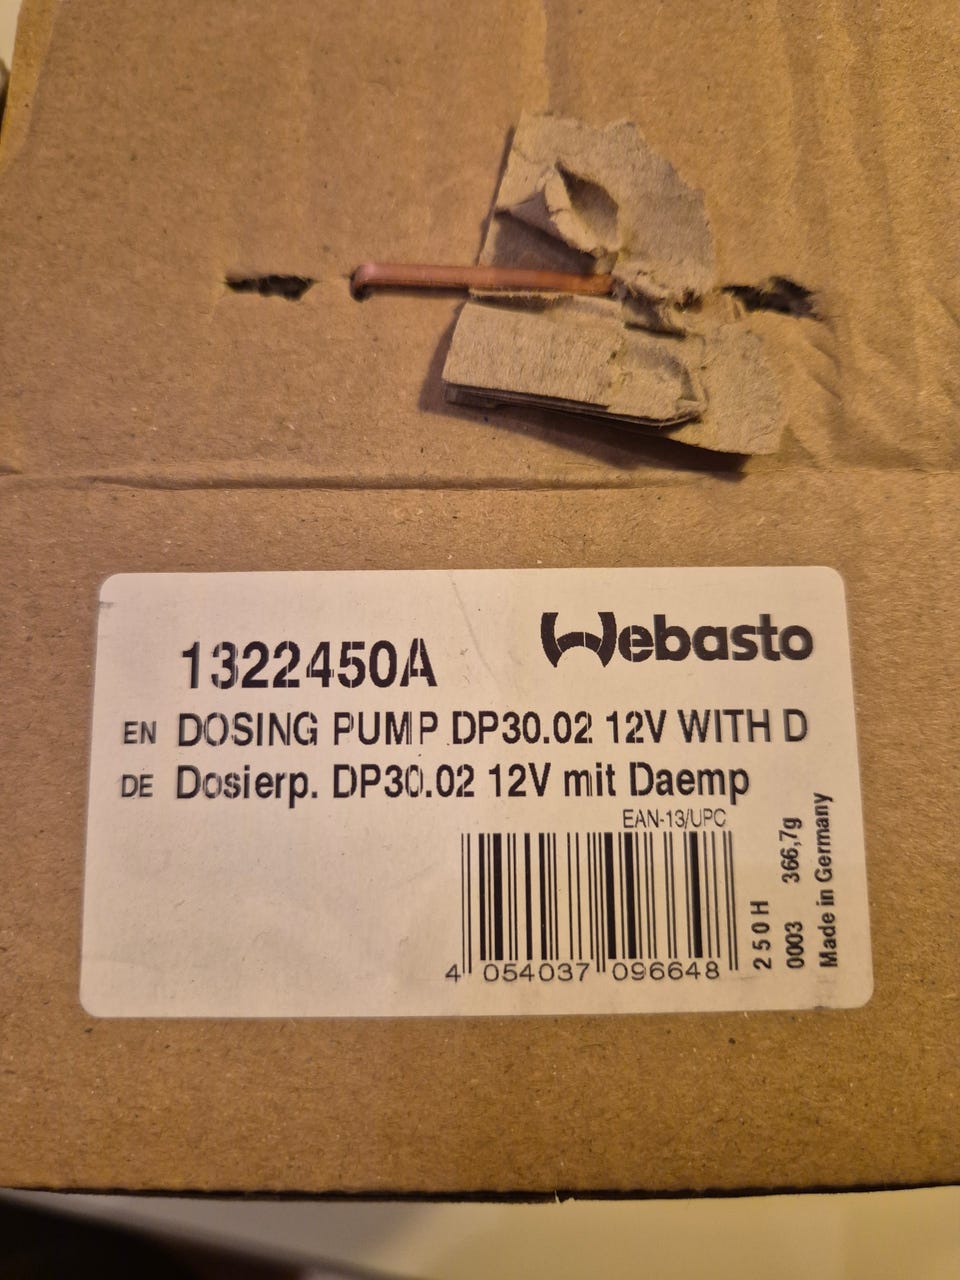 1322450A
Webasto
EN DOSING PUMP DP30.02 12V WITH D
DE Dosierp. DP30.02 12V mit Daemp
EAN-13/UPC
4 054037 096648
250H
0003 366,7g
Made in Germany